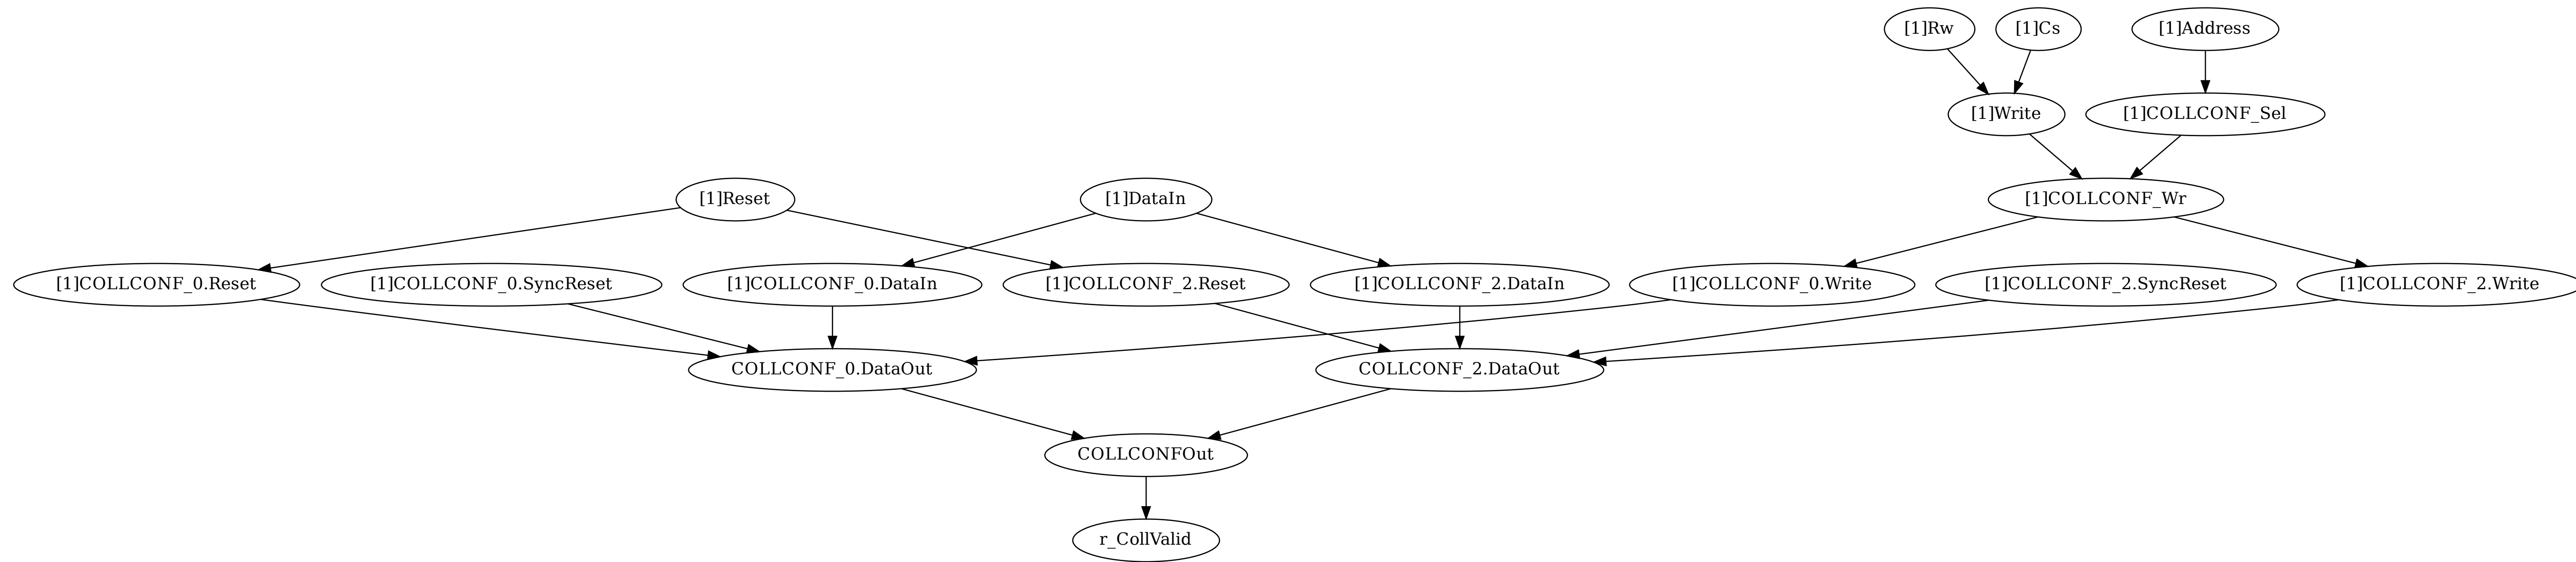 [1]Rw
[1]Cs
[1]Address
[1]Write
[1]COLLCONF_Sel
[1]Reset
[1]DataIn
[1]COLLCONF_Wr
[1]COLLCONF_0.Reset
[1]COLLCONF_0.SyncReset
[1]COLLCONF_0.DataIn
[1]COLLCONF_2.Reset
[1]COLLCONF_2.DataIn
[1]COLLCONF_0.Write
[1]COLLCONF_2.SyncReset
[1]COLLCONF_2.Write
COLLCONF_0.DataOut
COLLCONF_2.DataOut
COLLCONFOut
r_CollValid